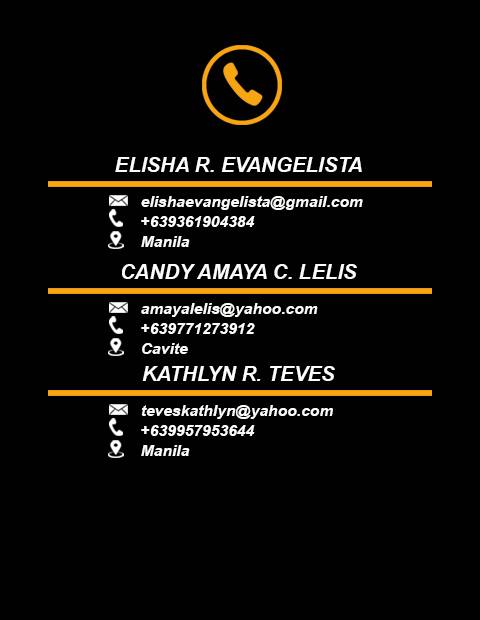 ELISHA R. EVANGELISTA
elishaevangelista@gmail.com
+639361904384
Manila
CANDY AMAYA C. LELIS
amayalelis@yahoo.com
+639771273912
Cavite
KATHLYN R. TEVES
teveskathlyn@yahoo.com
+639957953644
Manila